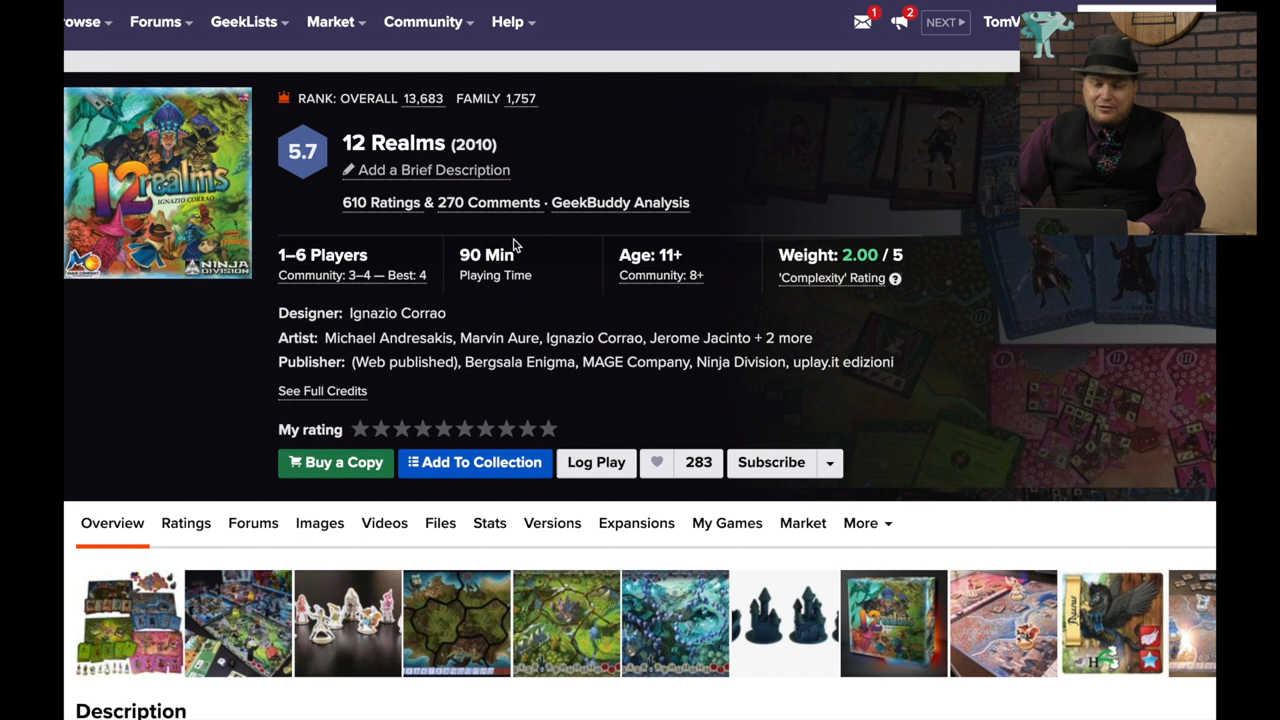 owse Forums GeekLists Market Community Help 1 2 NEXT TomV
RANK: OVERALL 13,683 FAMILY 1,757
5.7
12 Realms (2010)
Add a Brief Description
610 Ratings & 270 Comments · GeekBuddy Analysis
12 realms
IGNAZIO CORRAO
NINJA
DIVISION
1–6 Players
Community: 3–4 — Best: 4
90 Min
Playing Time
Age: 11+
Community: 8+
Weight: 2.00 / 5
'Complexity' Rating ?
Designer: Ignazio Corrao
Artist: Michael Andresakis, Marvin Aure, Ignazio Corrao, Jerome Jacinto + 2 more
Publisher: (Web published), Bergsala Enigma, MAGE Company, Ninja Division, uplay.it edizioni
See Full Credits
My rating
Buy a Copy Add To Collection Log Play 283 Subscribe
Overview Ratings Forums Images Videos Files Stats Versions Expansions My Games Market More
Description